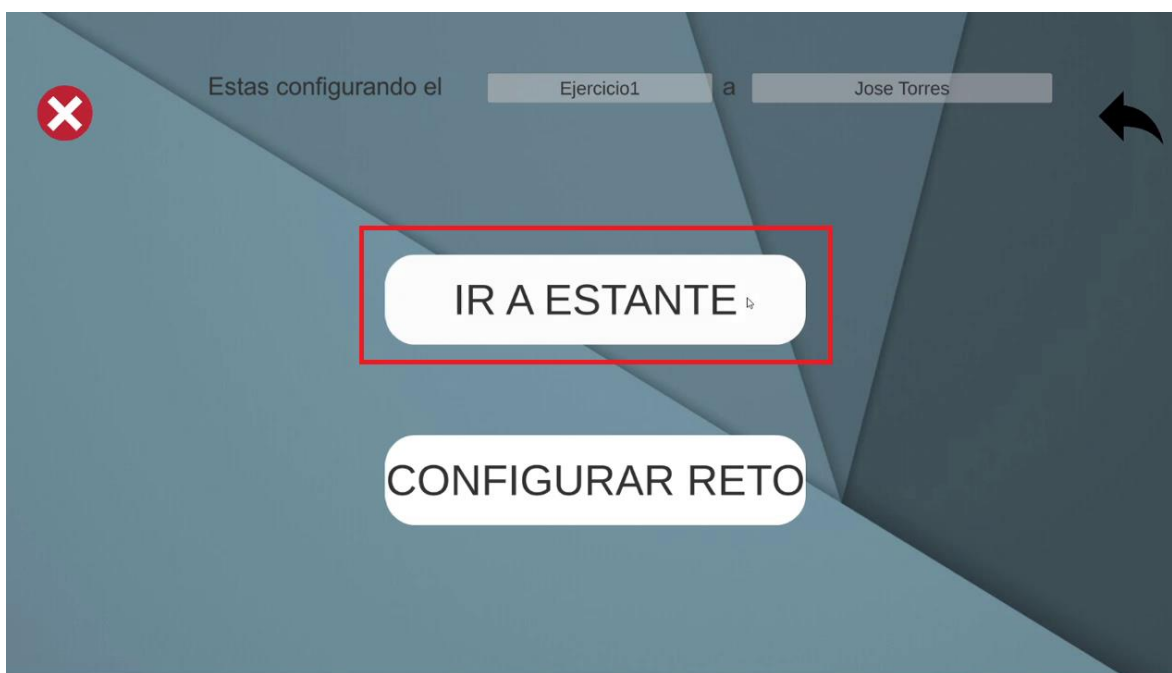 Estas configurando el Ejercicio1 a Jose Torres
IR A ESTANTE
CONFIGURAR RETO